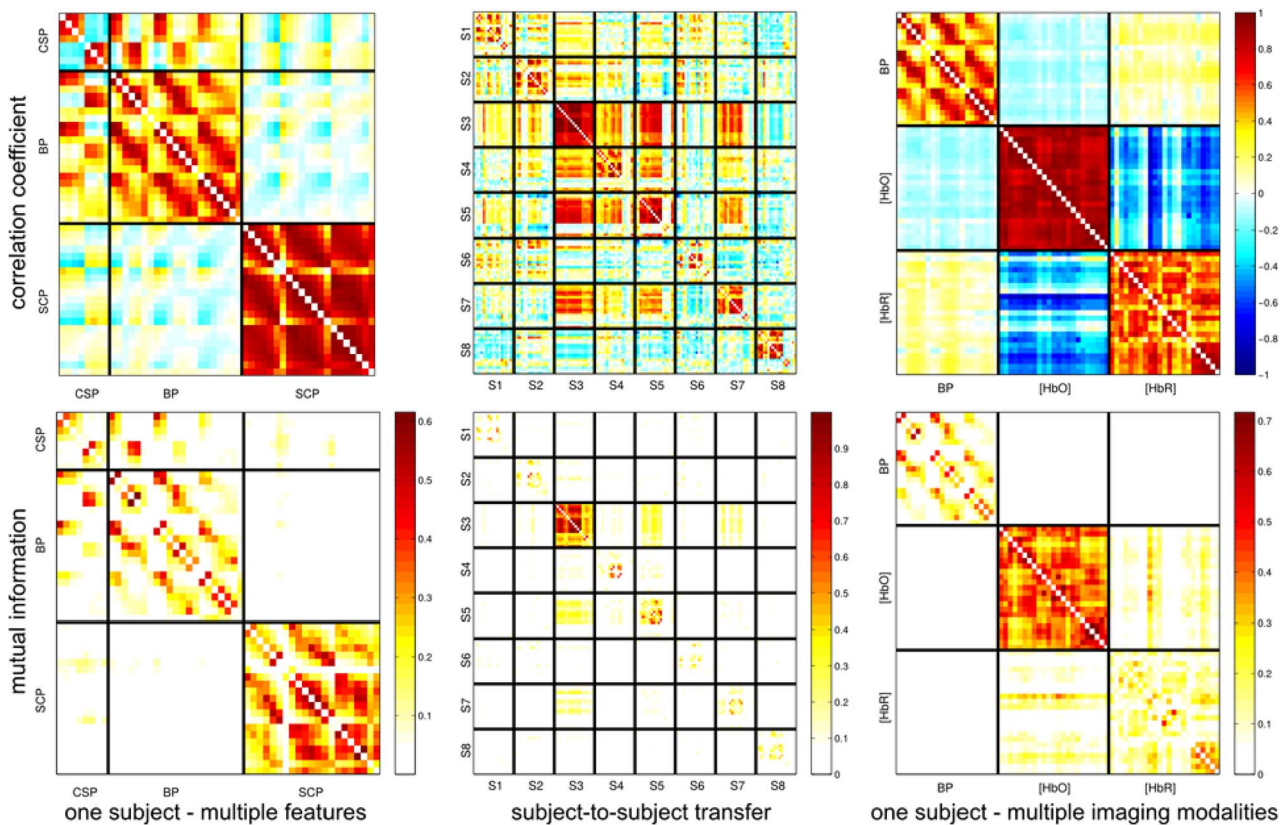 correlation coefficient
CSP
BP
SCP
CSP BP SCP
S1
S2
S3
S4
S5
S6
S7
S8
S1 S2 S3 S4 S5 S6 S7 S8
BP
[HbO]
[HbR]
BP [HbO] [HbR]
1
0.8
0.6
0.4
0.2
0
-0.2
-0.4
-0.6
-0.8
-1
mutual information
CSP
BP
SCP
CSP BP SCP
0.6
0.5
0.4
0.3
0.2
0.1
one subject - multiple features
S1
S2
S3
S4
S5
S6
S7
S8
S1 S2 S3 S4 S5 S6 S7 S8
0.9
0.8
0.7
0.6
0.5
0.4
0.3
0.2
0.1
0
subject-to-subject transfer
BP
[HbO]
[HbR]
BP [HbO] [HbR]
0.7
0.6
0.5
0.4
0.3
0.2
0.1
0
one subject - multiple imaging modalities